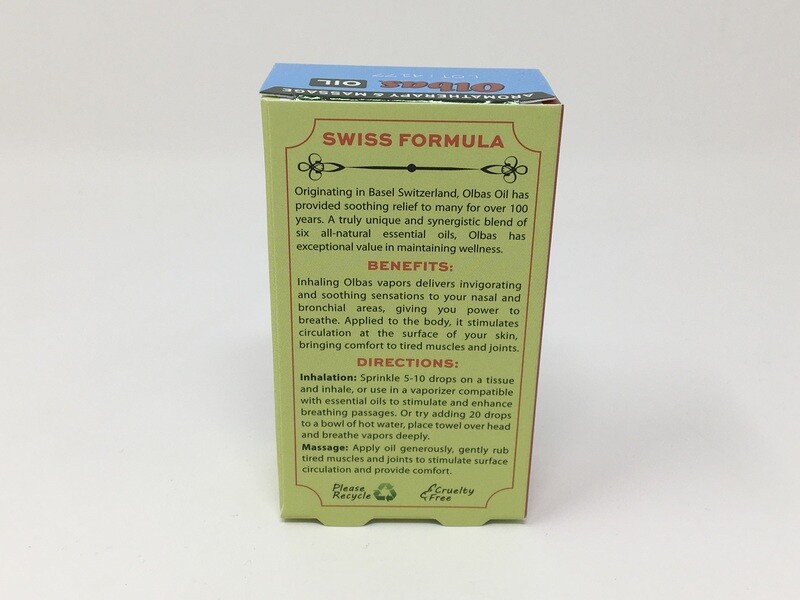 AROMATHERAPY & MASSAGE
Olbas OIL
SWISS FORMULA
Originating in Basel Switzerland, Olbas Oil has
provided soothing relief to many for over 100
years. A truly unique and synergistic blend of
six all-natural essential oils, Olbas has
exceptional value in maintaining wellness.
BENEFITS:
Inhaling Olbas vapors delivers invigorating
and soothing sensations to your nasal and
bronchial areas, giving you power to
breathe. Applied to the body, it stimulates
circulation at the surface of your skin,
bringing comfort to tired muscles and joints.
DIRECTIONS:
Inhalation: Sprinkle 5-10 drops on a tissue
and inhale, or use in a vaporizer compatible
with essential oils to stimulate and enhance
breathing passages. Or try adding 20 drops
to a bowl of hot water, place towel over head
and breathe vapors deeply.
Massage: Apply oil generously, gently rub
tired muscles and joints to stimulate surface
circulation and provide comfort.
Please
Recycle
Cruelty
Free